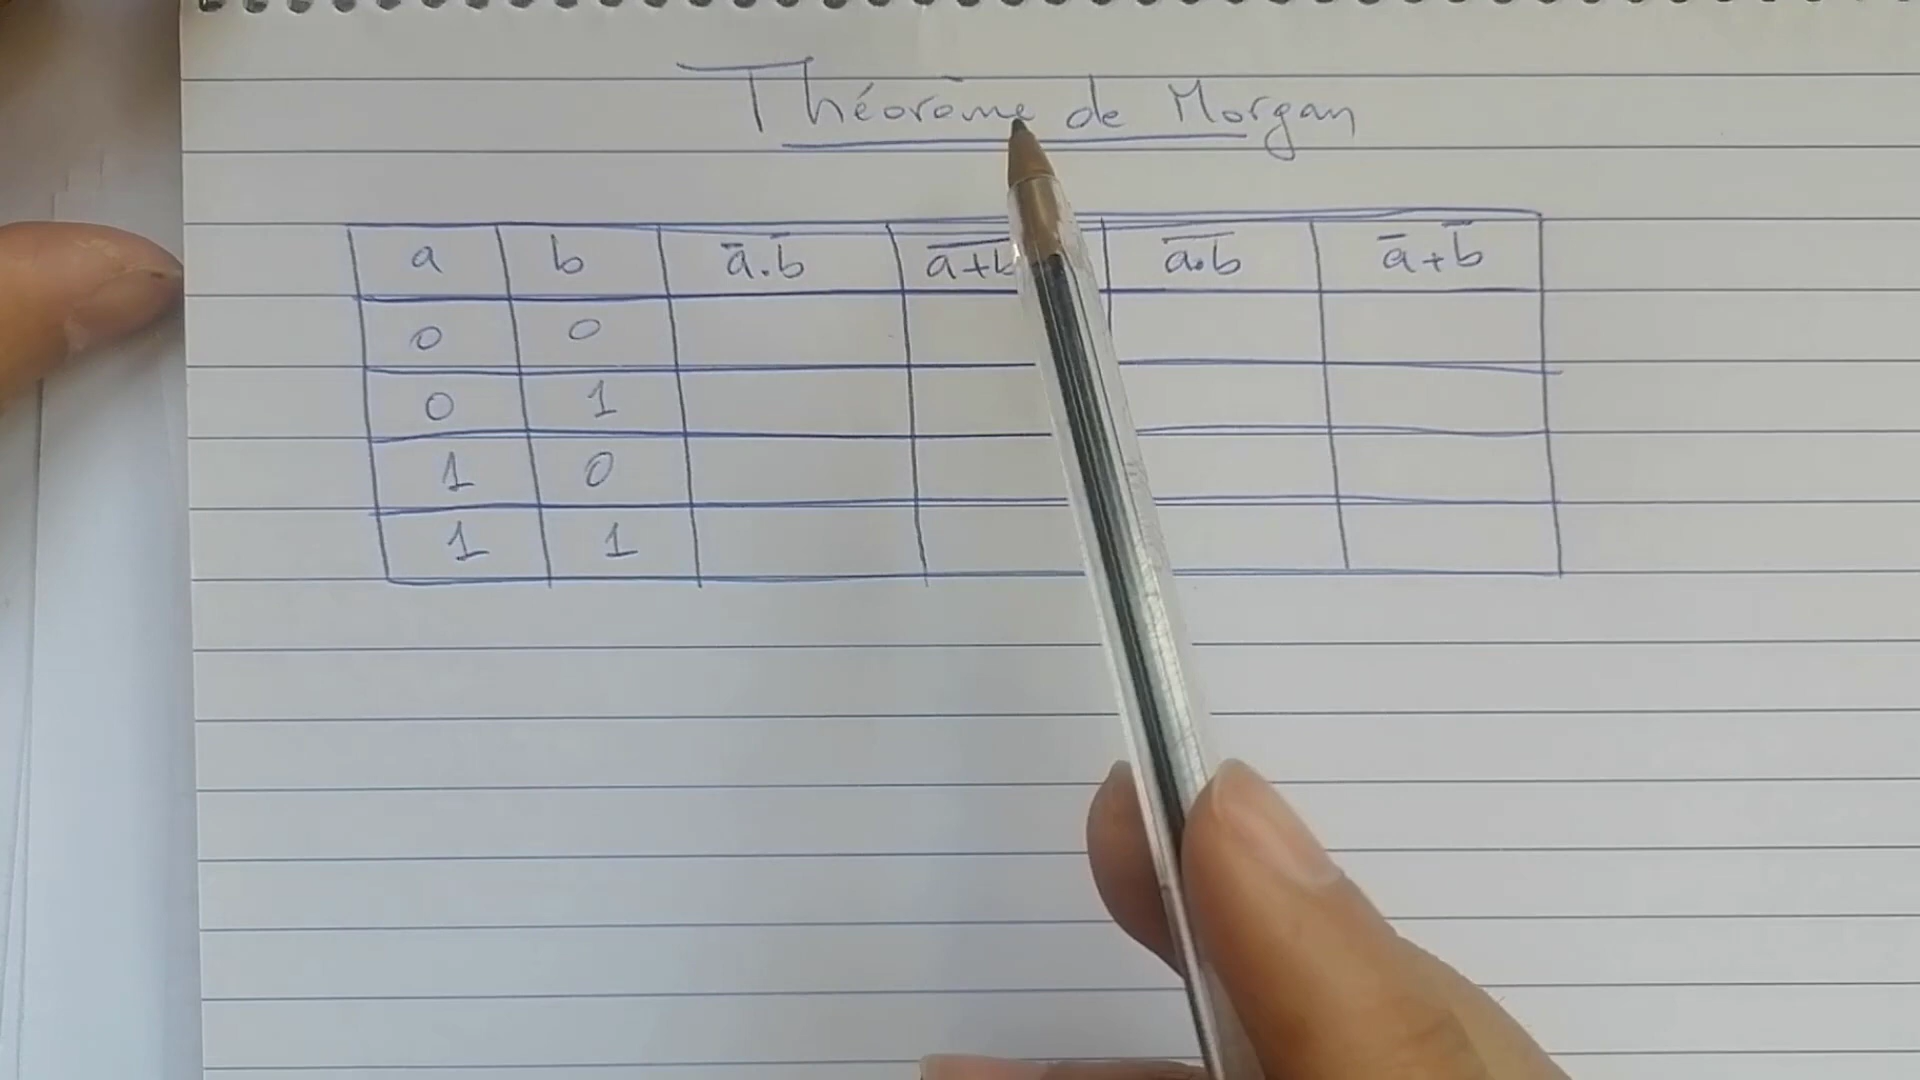 Théorème de Morgan
a b a̅.b̅ a̅+̅b̅ a̅.̅b̅ a̅+b̅
0 0
0 1
1 0
1 1